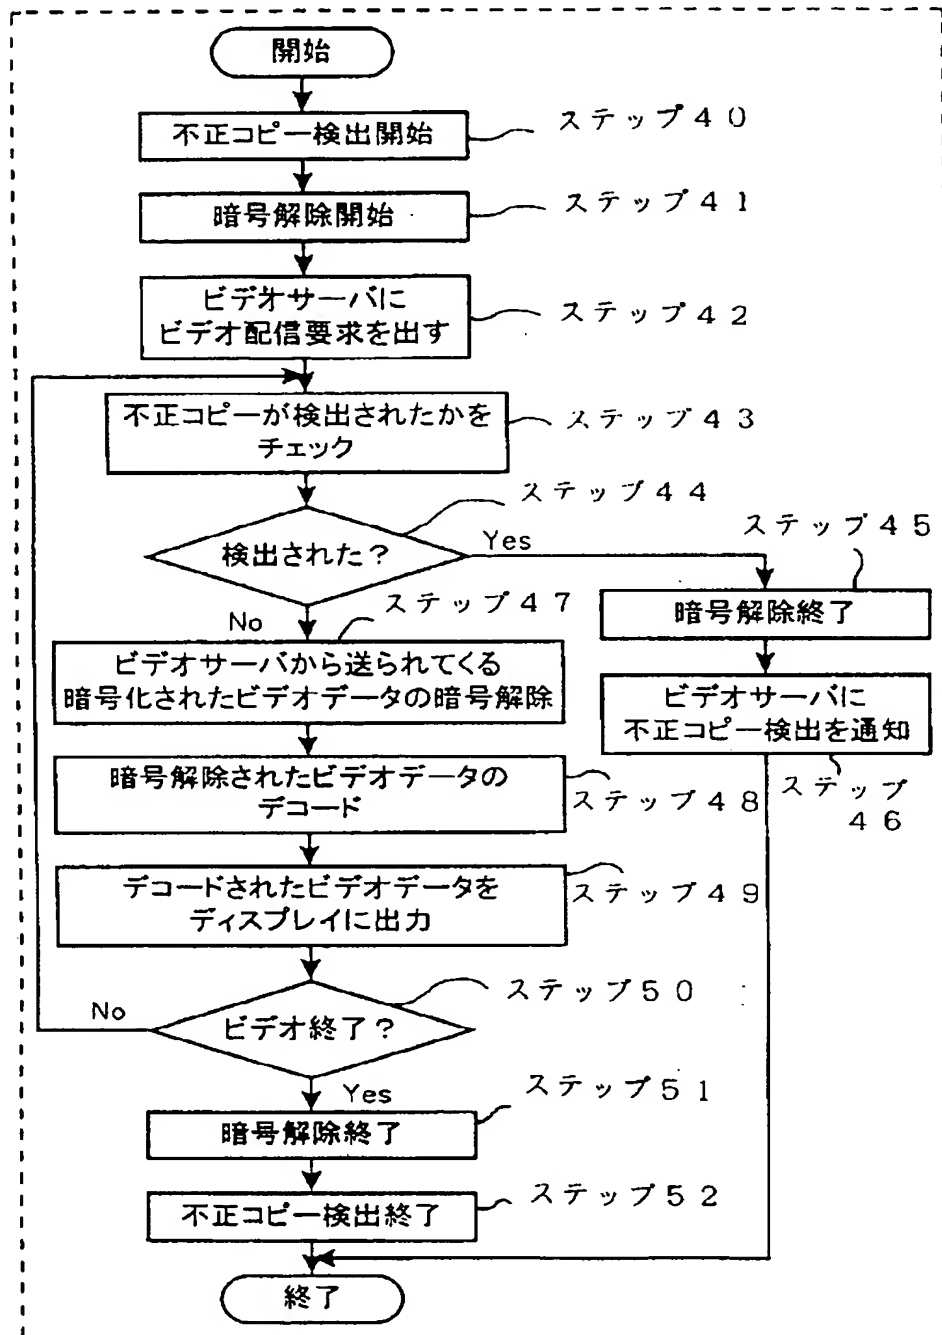 開始
不正コピー検出開始
ステップ40
暗号解除開始
ステップ41
ビデオサーバに
ビデオ配信要求を出す
ステップ42
不正コピーが検出されたかを
チェック
ステップ43
検出された?
ステップ44
Yes
ステップ45
暗号解除終了
ビデオサーバに
不正コピー検出を通知
ステップ
46
No
ステップ47
ビデオサーバから送られてくる
暗号化されたビデオデータの暗号解除
暗号解除されたビデオデータの
デコード
ステップ48
デコードされたビデオデータを
ディスプレイに出力
ステップ49
ビデオ終了?
ステップ50
No
Yes
暗号解除終了
ステップ51
不正コピー検出終了
ステップ52
終了